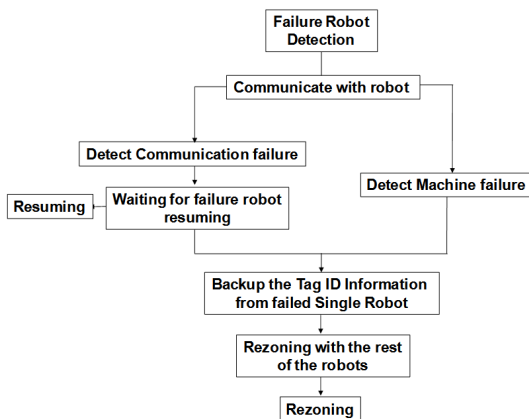 Failure Robot
Detection
Communicate with robot
Detect Communication failure
Detect Machine failure
Resuming
Waiting for failure robot
resuming
Backup the Tag ID Information
from failed Single Robot
Rezoning with the rest
of the robots
Rezoning